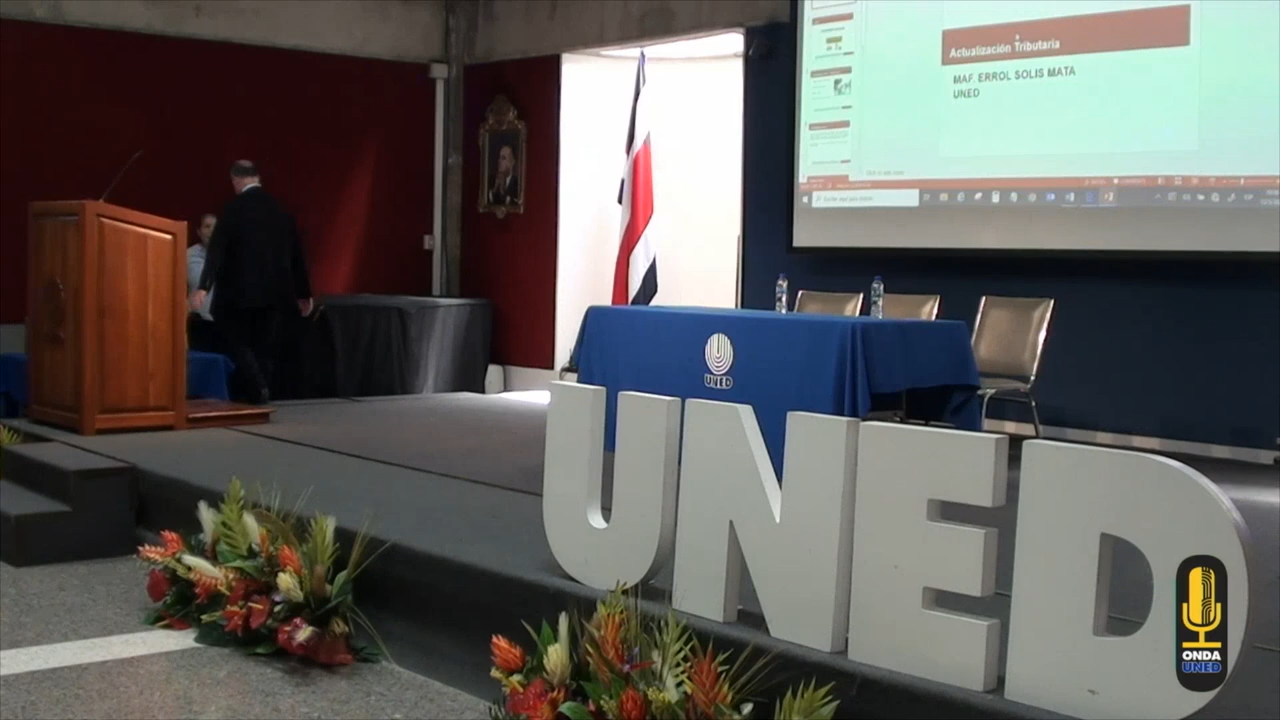 Actualización Tributaria
MAF. ERROL SOLIS MATA
UNED
UNED
UNED
ONDA
UNED